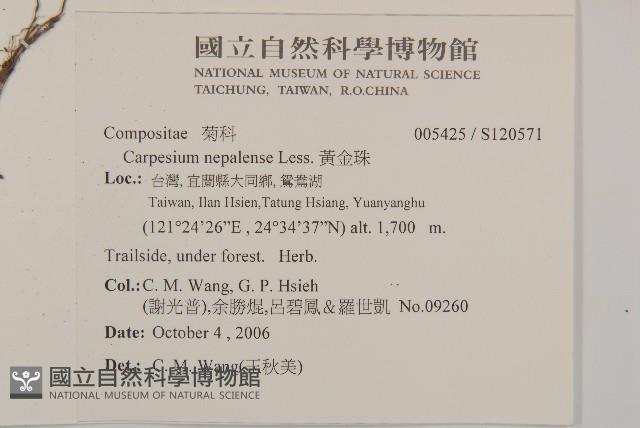 國立自然科學博物館
NATIONAL MUSEUM OF NATURAL SCIENCE
TAICHUNG, TAIWAN, R.O.CHINA
Compositae 菊科 005425 / S120571
Carpesium nepalense Less. 黃金珠
Loc.: 台灣, 宜蘭縣大同鄉, 鴛鴦湖
Taiwan, Ilan Hsien,Tatung Hsiang, Yuanyanghu
(121°24’26”E , 24°34’37”N) alt. 1,700 m.
Trailside, under forest. Herb.
Col.: C. M. Wang, G. P. Hsieh
(謝光普),余勝焜,呂碧鳳＆羅世凱 No.09260
Date: October 4 , 2006
Det.: C. M. Wang(王秋美)
國立自然科學博物館
NATIONAL MUSEUM OF NATURAL SCIENCE